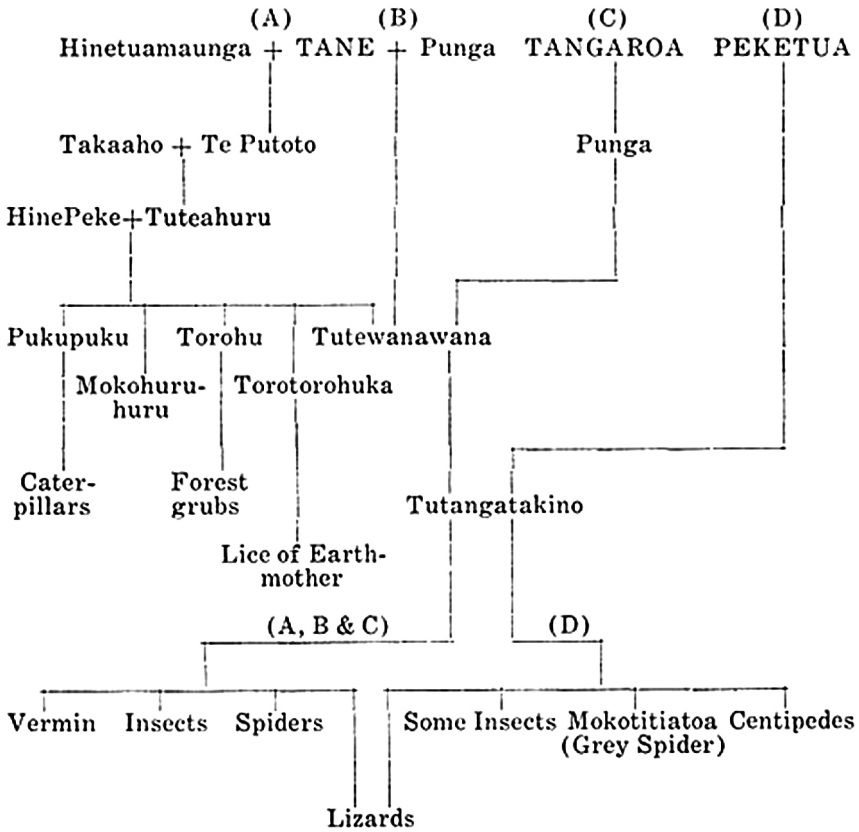 (A) (B) (C) (D)
Hinetuamaunga + TANE + Punga TANGAROA PEKETUA
Takaaho + Te Putoto Punga
HinePeke+Tuteahuru
Pukupuku Torohu Tutewanawana
Mokohuru-
huru
Torotorohuka
Cater-
pillars
Forest
grubs
Tutangatakino
Lice of Earth-
mother
(A, B & C) (D)
Vermin Insects Spiders Some Insects Mokotitiatoa Centipedes
(Grey Spider)
Lizards